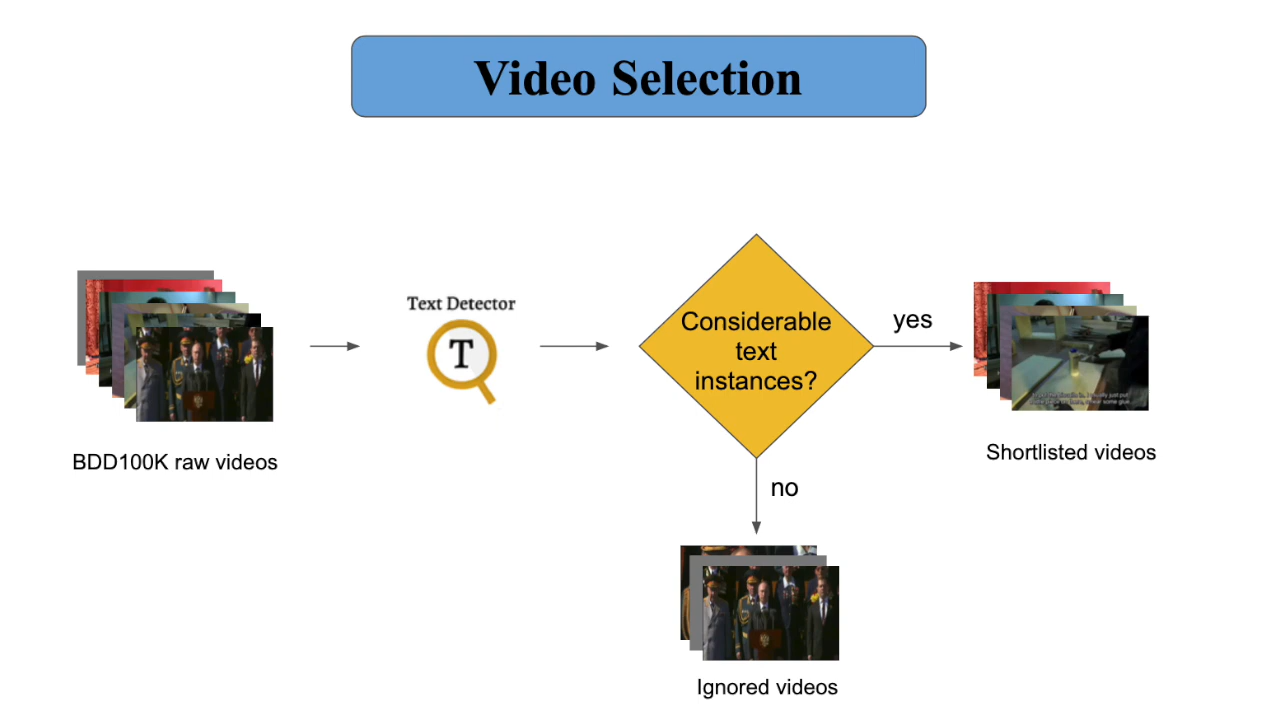 Video Selection
Text Detector
T
Considerable
text
instances?
yes
no
BDD100K raw videos
Shortlisted videos
Ignored videos